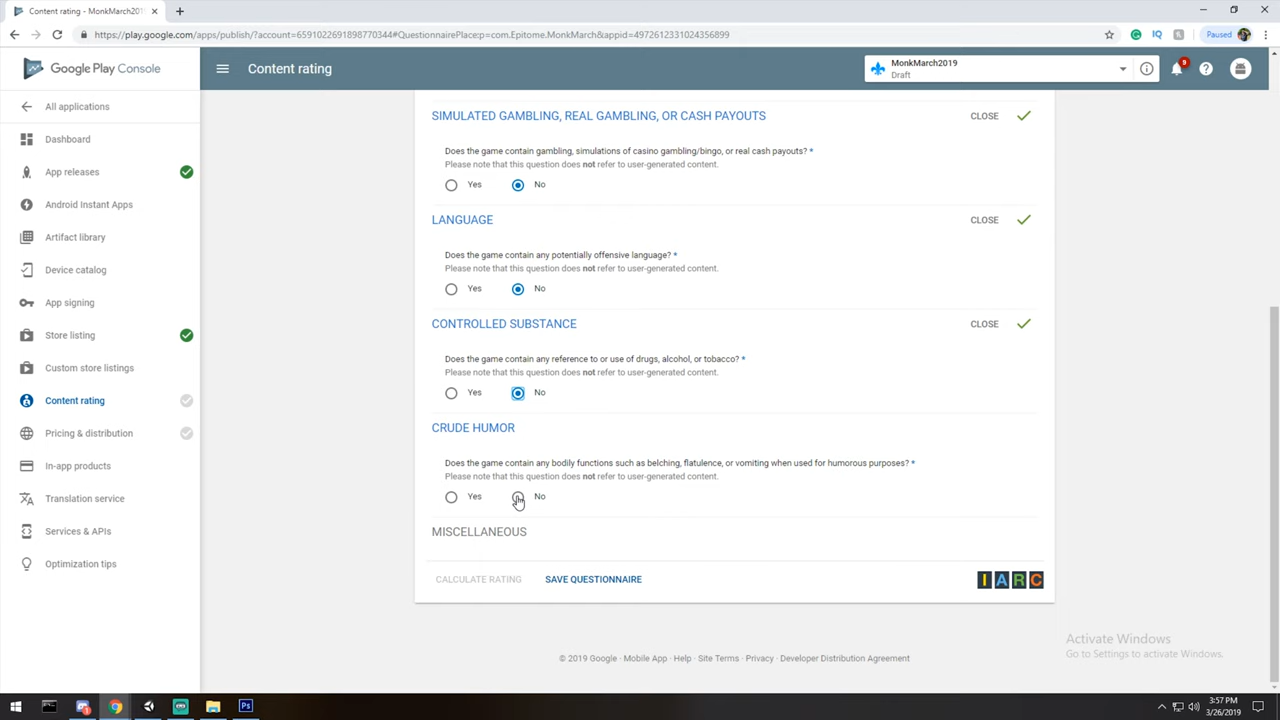 Content rating - MonkMarch201
https://play.google.com/apps/publish/?account=6591022691898770344#QuestionnairePlace:p=com.Epitome.MonkMarch&appid=4972612331024356899
Paused
Google Play Console
Content rating
MonkMarch2019
Draft
9
All applications
Dashboard
App releases
Android Instant Apps
Artifact library
Device catalog
App signing
Store listing
Custom store listings
Content rating
Pricing & distribution
In-app products
Translation service
Services & APIs
Optimization tips
SIMULATED GAMBLING, REAL GAMBLING, OR CASH PAYOUTS CLOSE
Does the game contain gambling, simulations of casino gambling/bingo, or real cash payouts? *
Please note that this question does not refer to user-generated content.
Yes No
LANGUAGE CLOSE
Does the game contain any potentially offensive language? *
Please note that this question does not refer to user-generated content.
Yes No
CONTROLLED SUBSTANCE CLOSE
Does the game contain any reference to or use of drugs, alcohol, or tobacco? *
Please note that this question does not refer to user-generated content.
Yes No
CRUDE HUMOR
Does the game contain any bodily functions such as belching, flatulence, or vomiting when used for humorous purposes? *
Please note that this question does not refer to user-generated content.
Yes No
MISCELLANEOUS
CALCULATE RATING SAVE QUESTIONNAIRE IARC
© 2019 Google · Mobile App · Help · Site Terms · Privacy · Developer Distribution Agreement
Activate Windows
Go to Settings to activate Windows.
3:57 PM
3/26/2019